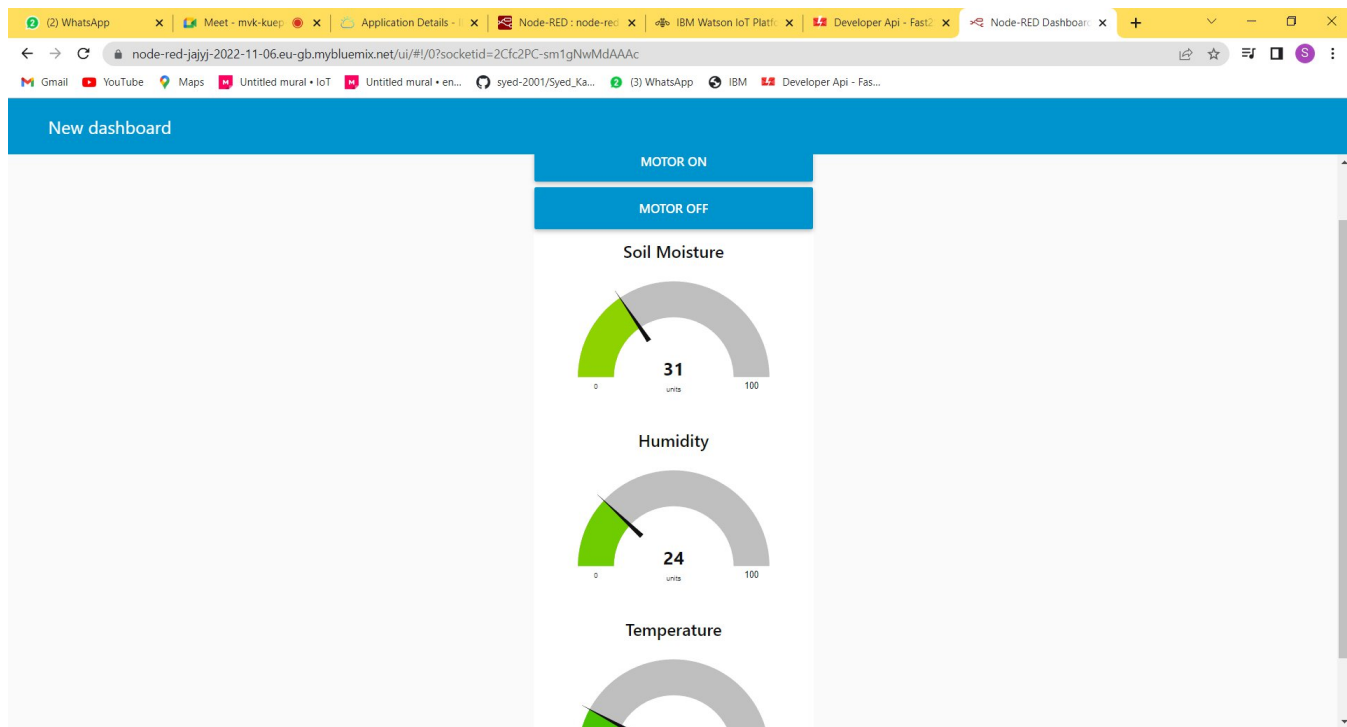 2 (2) WhatsApp
Meet - mvk-kuep
Application Details - I
Node-RED : node-red
IBM Watson IoT Platfo
Developer Api - Fast2
Node-RED Dashboard
node-red-jajyj-2022-11-06.eu-gb.mybluemix.net/ui/#!/0?socketid=2Cfc2PC-sm1gNwMdAAAc
S
Gmail
YouTube
Maps
Untitled mural • IoT
Untitled mural • en...
syed-2001/Syed_Ka...
2 (3) WhatsApp
IBM
Developer Api - Fas...
New dashboard
MOTOR ON
MOTOR OFF
Soil Moisture
31
units
0 100
Humidity
24
units
0 100
Temperature